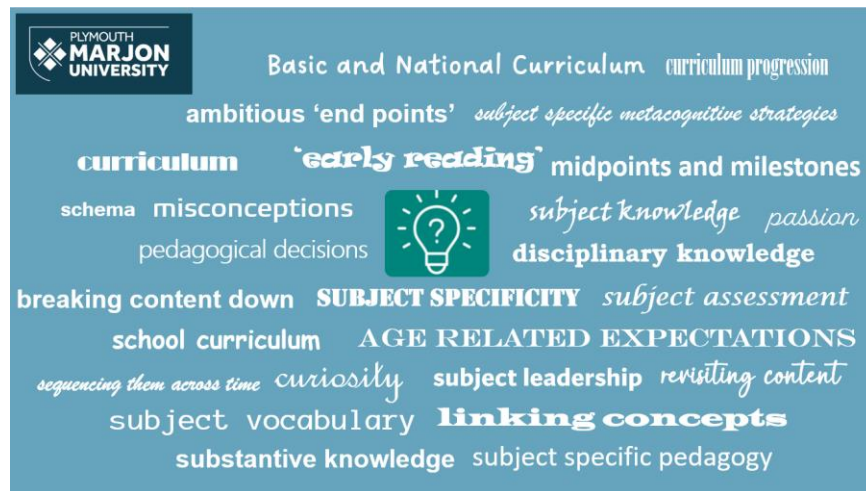 PLYMOUTH
MARJON
UNIVERSITY
Basic and National Curriculum curriculum progression
ambitious ‘end points’ subject specific metacognitive strategies
curriculum ‘early reading’ midpoints and milestones
schema misconceptions subject knowledge passion
?
pedagogical decisions disciplinary knowledge
breaking content down SUBJECT SPECIFICITY subject assessment
school curriculum AGE RELATED EXPECTATIONS
sequencing them across time curiosity subject leadership revisiting content
subject vocabulary linking concepts
substantive knowledge subject specific pedagogy